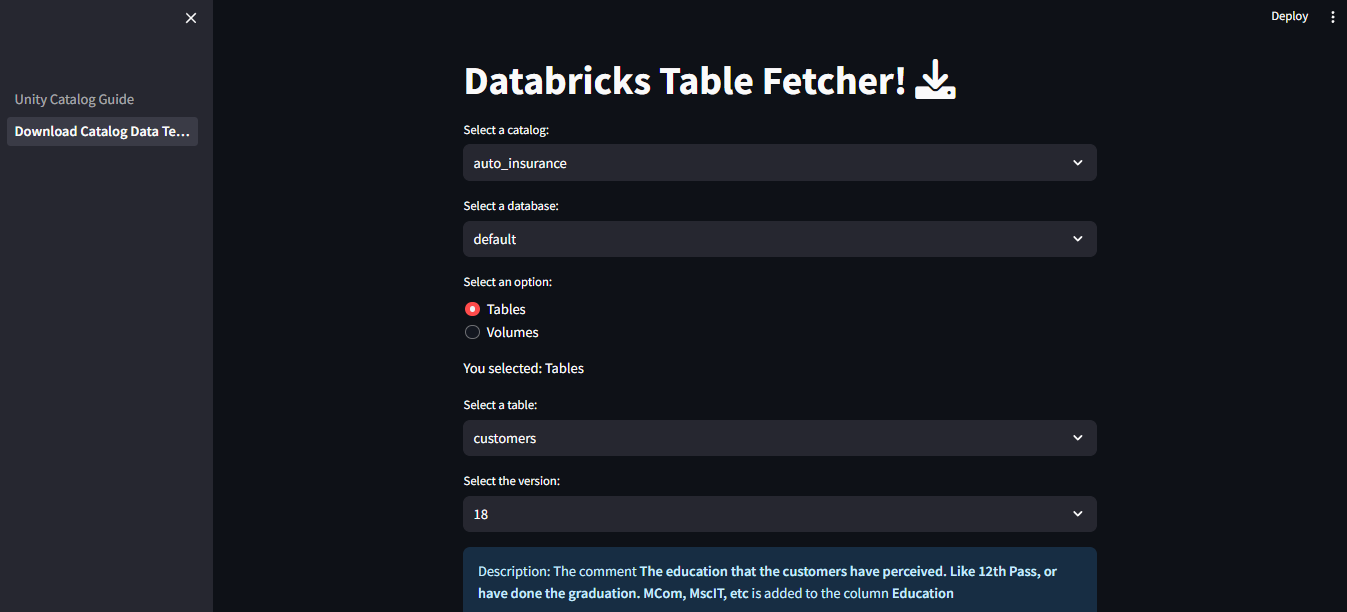 Deploy
Unity Catalog Guide
Download Catalog Data Te...
Databricks Table Fetcher!
Select a catalog:
auto_insurance
Select a database:
default
Select an option:
Tables
Volumes
You selected: Tables
Select a table:
customers
Select the version:
18
Description: The comment The education that the customers have perceived. Like 12th Pass, or
have done the graduation. MCom, MscIT, etc is added to the column Education